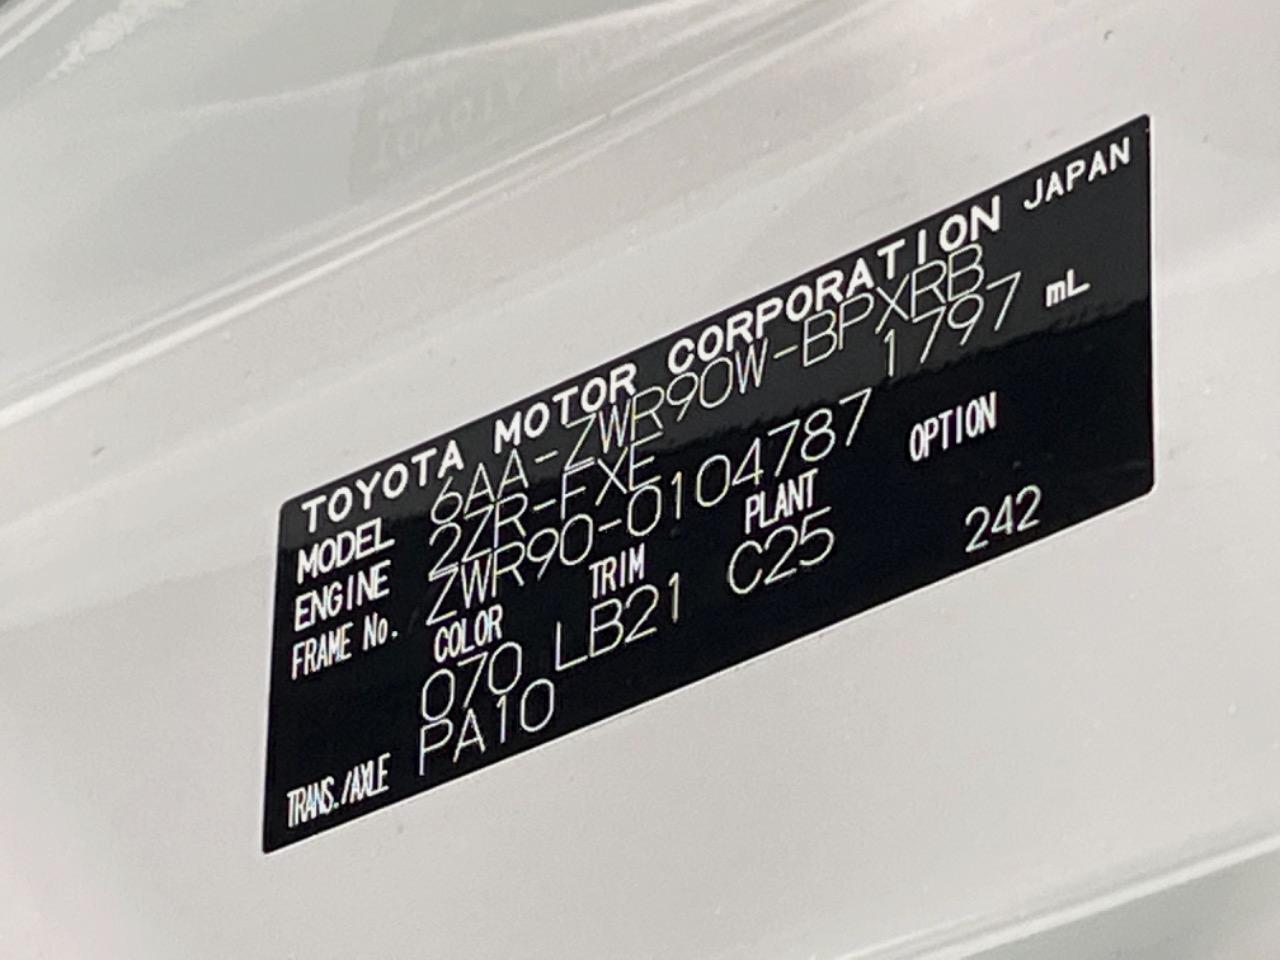 TOYOTA MOTOR CORPORATION JAPAN
MODEL 6AA-ZWR90W-BPXRB
ENGINE 2ZR-FXE 1797 mL
FRAME No. ZWR90-0104787
COLOR TRIM PLANT OPTION
070 LB21 C25 242
TRANS./AXLE PA10